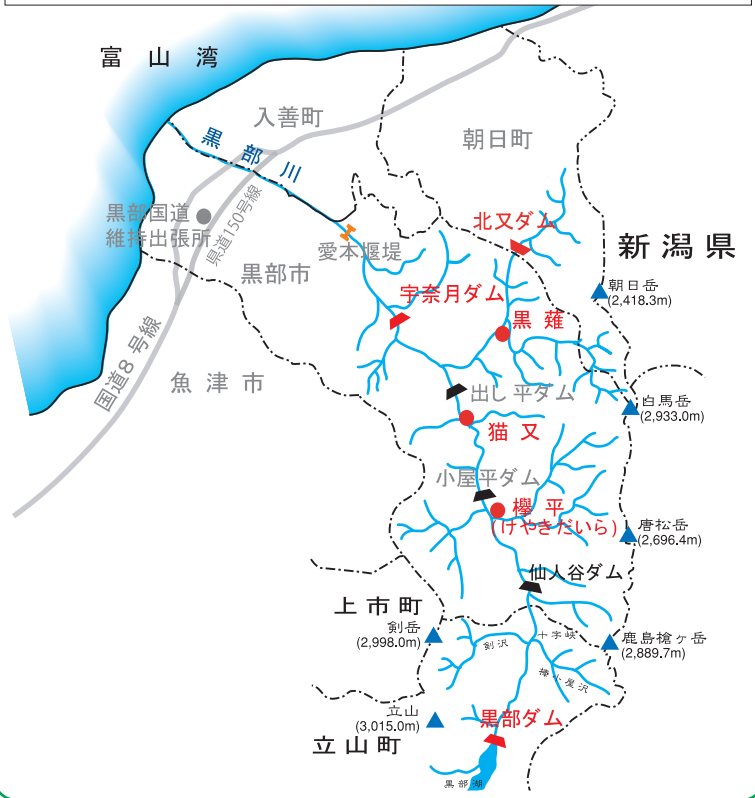 富山湾
入善町
朝日町
黒部川
県道150号線
黒部国道
維持出張所
愛本堰堤
北又ダム
新潟県
黒部市
宇奈月ダム
朝日岳
(2,418.3m)
黒薙
国道8号線
魚津市
出し平ダム
白馬岳
(2,933.0m)
猫又
小屋平ダム
欅平
(けやきだいら)
唐松岳
(2,696.4m)
仙人谷ダム
上市町
剣岳
(2,998.0m)
剣沢
十字峡
鹿島槍ヶ岳
(2,889.7m)
棒小屋沢
立山
(3,015.0m)
黒部ダム
立山町
黒部湖